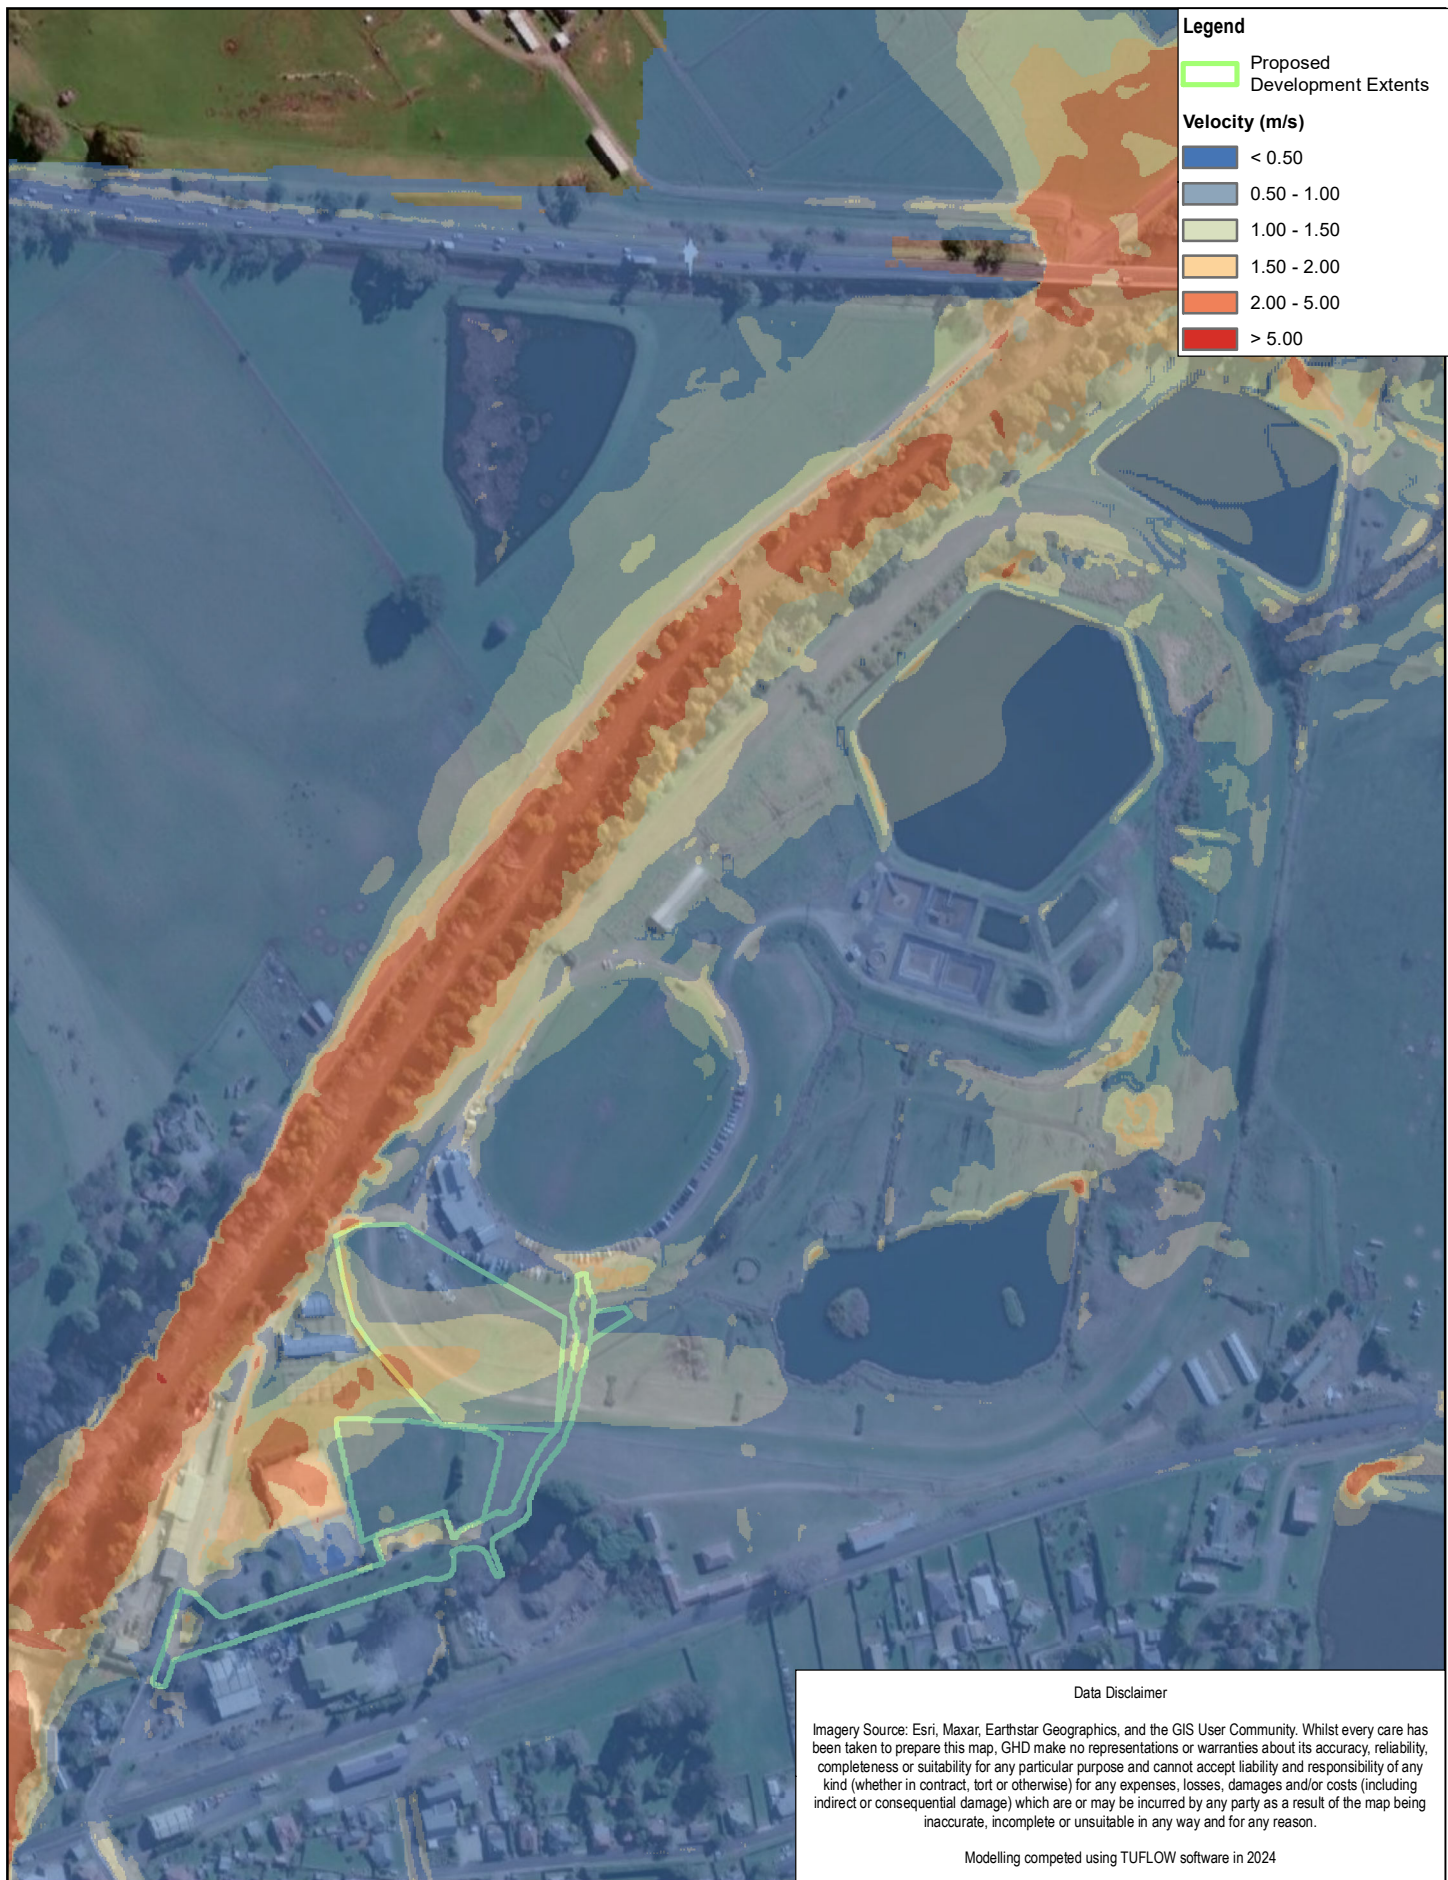 Legend
Proposed
Development Extents
Velocity (m/s)
< 0.50
0.50 - 1.00
1.00 - 1.50
1.50 - 2.00
2.00 - 5.00
> 5.00
Data Disclaimer
Imagery Source: Esri, Maxar, Earthstar Geographics, and the GIS User Community. Whilst every care has
been taken to prepare this map, GHD make no representations or warranties about its accuracy, reliability,
completeness or suitability for any particular purpose and cannot accept liability and responsibility of any
kind (whether in contract, tort or otherwise) for any expenses, losses, damages and/or costs (including
indirect or consequential damage) which are or may be incurred by any party as a result of the map being
inaccurate, incomplete or unsuitable in any way and for any reason.
Modelling competed using TUFLOW software in 2024